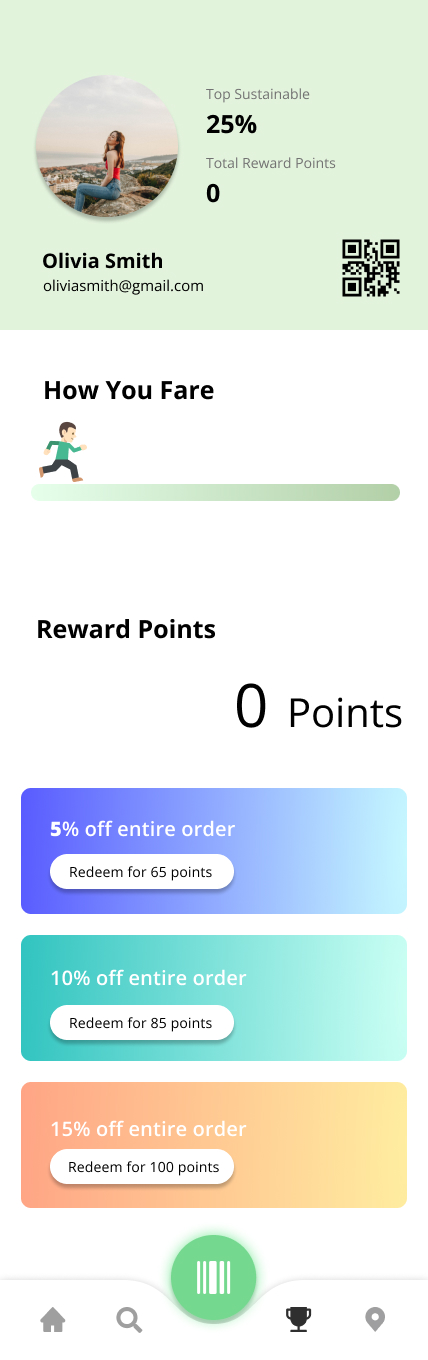 Top Sustainable
25%
Total Reward Points
0
Olivia Smith
oliviasmith@gmail.com
How You Fare
Reward Points
0 Points
5% off entire order
Redeem for 65 points
10% off entire order
Redeem for 85 points
15% off entire order
Redeem for 100 points